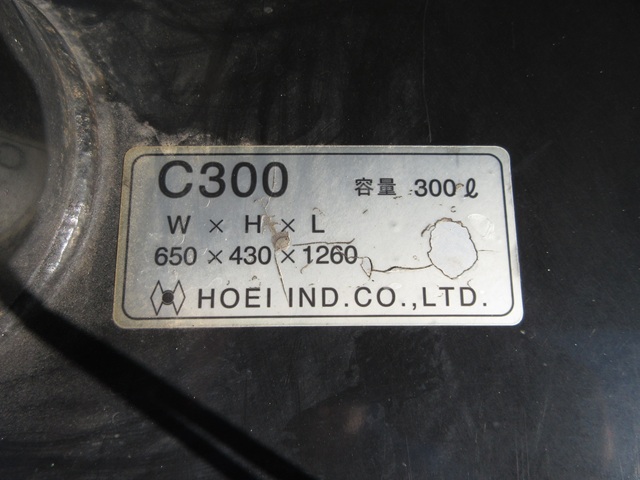 C300 容量 300ℓ
W × H × L
650 × 430 × 1260
HOEI IND.CO.,LTD.